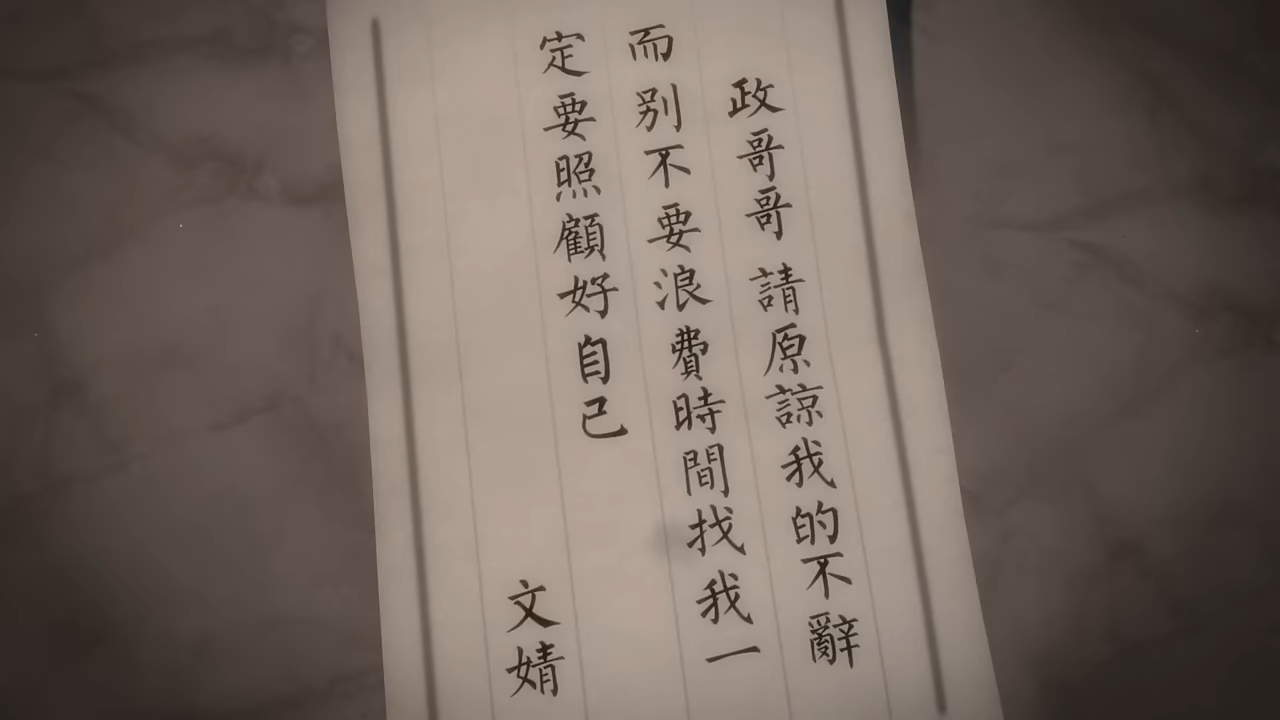 政哥哥 請原諒我的不辭
而別不要浪費時間找我一
定要照顧好自己
文婧